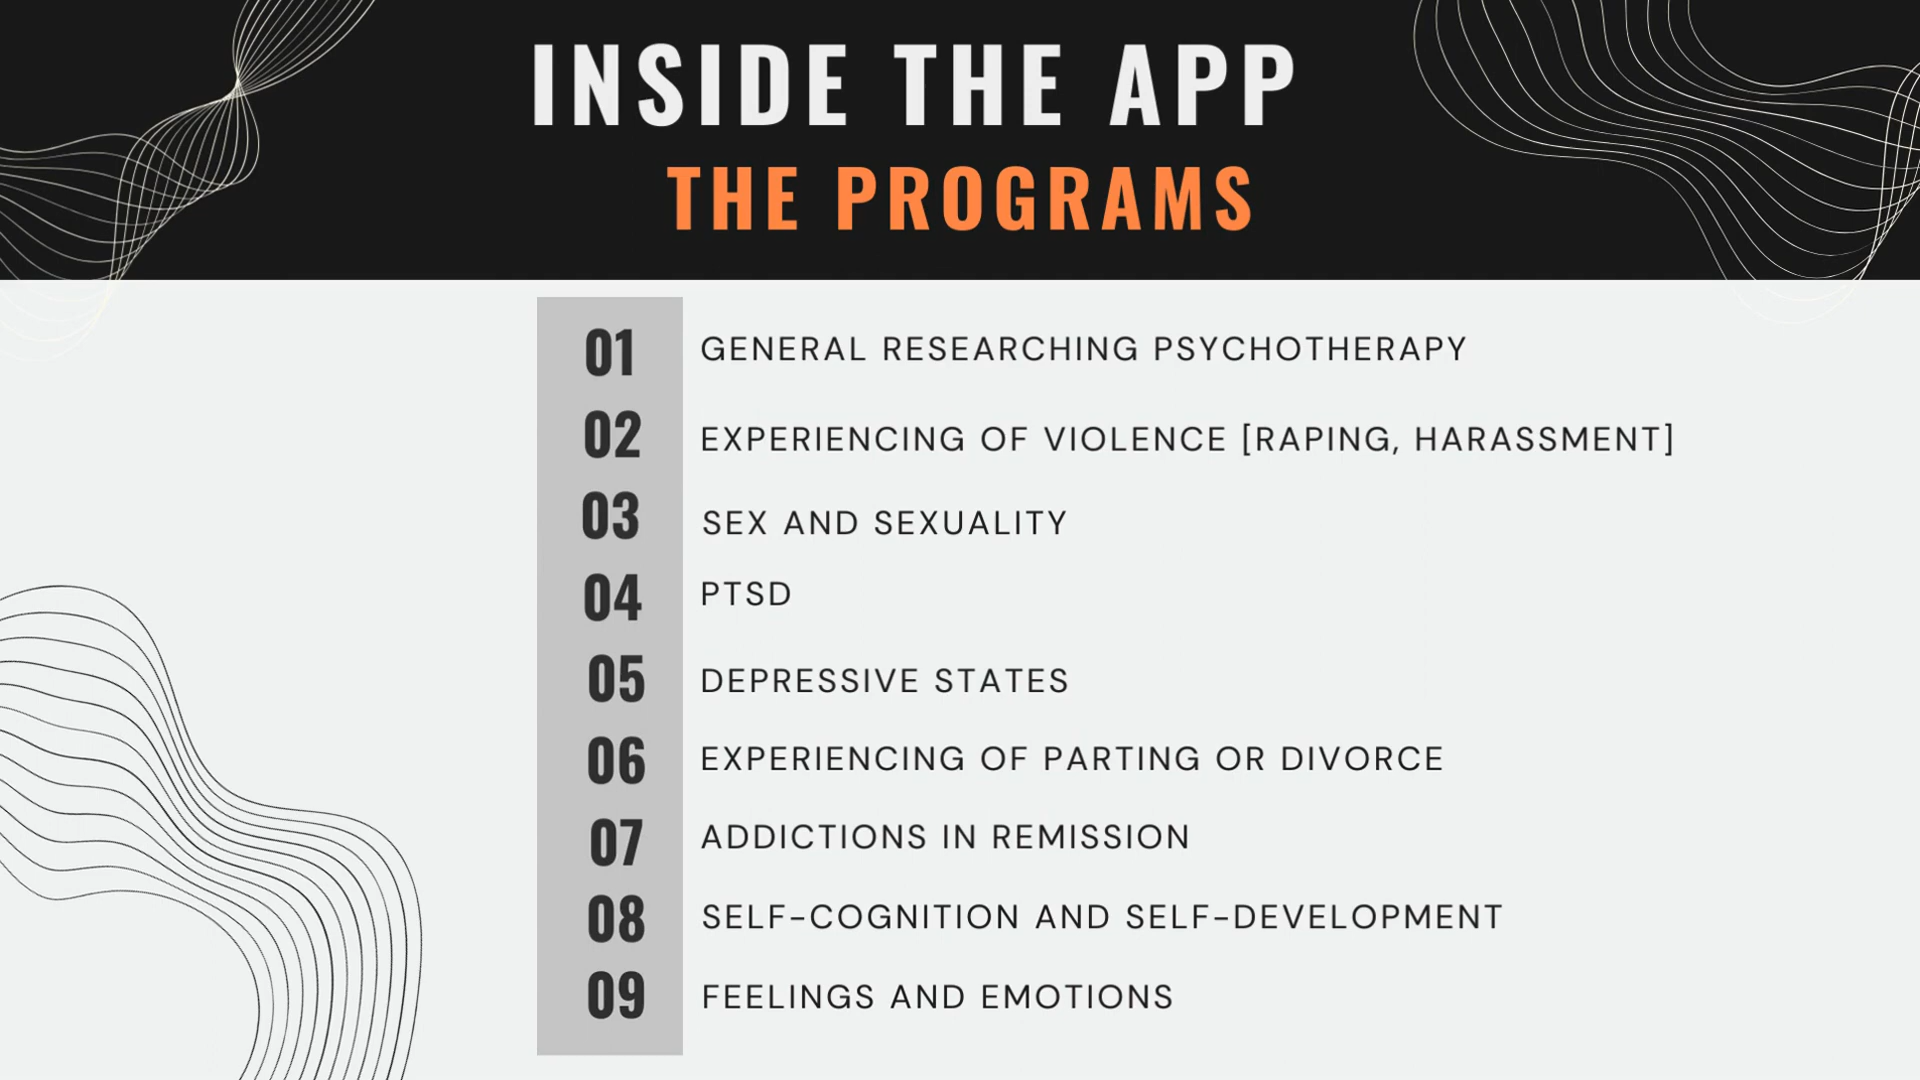 INSIDE THE APP
THE PROGRAMS
01 GENERAL RESEARCHING PSYCHOTHERAPY
02 EXPERIENCING OF VIOLENCE [RAPING, HARASSMENT]
03 SEX AND SEXUALITY
04 PTSD
05 DEPRESSIVE STATES
06 EXPERIENCING OF PARTING OR DIVORCE
07 ADDICTIONS IN REMISSION
08 SELF-COGNITION AND SELF-DEVELOPMENT
09 FEELINGS AND EMOTIONS